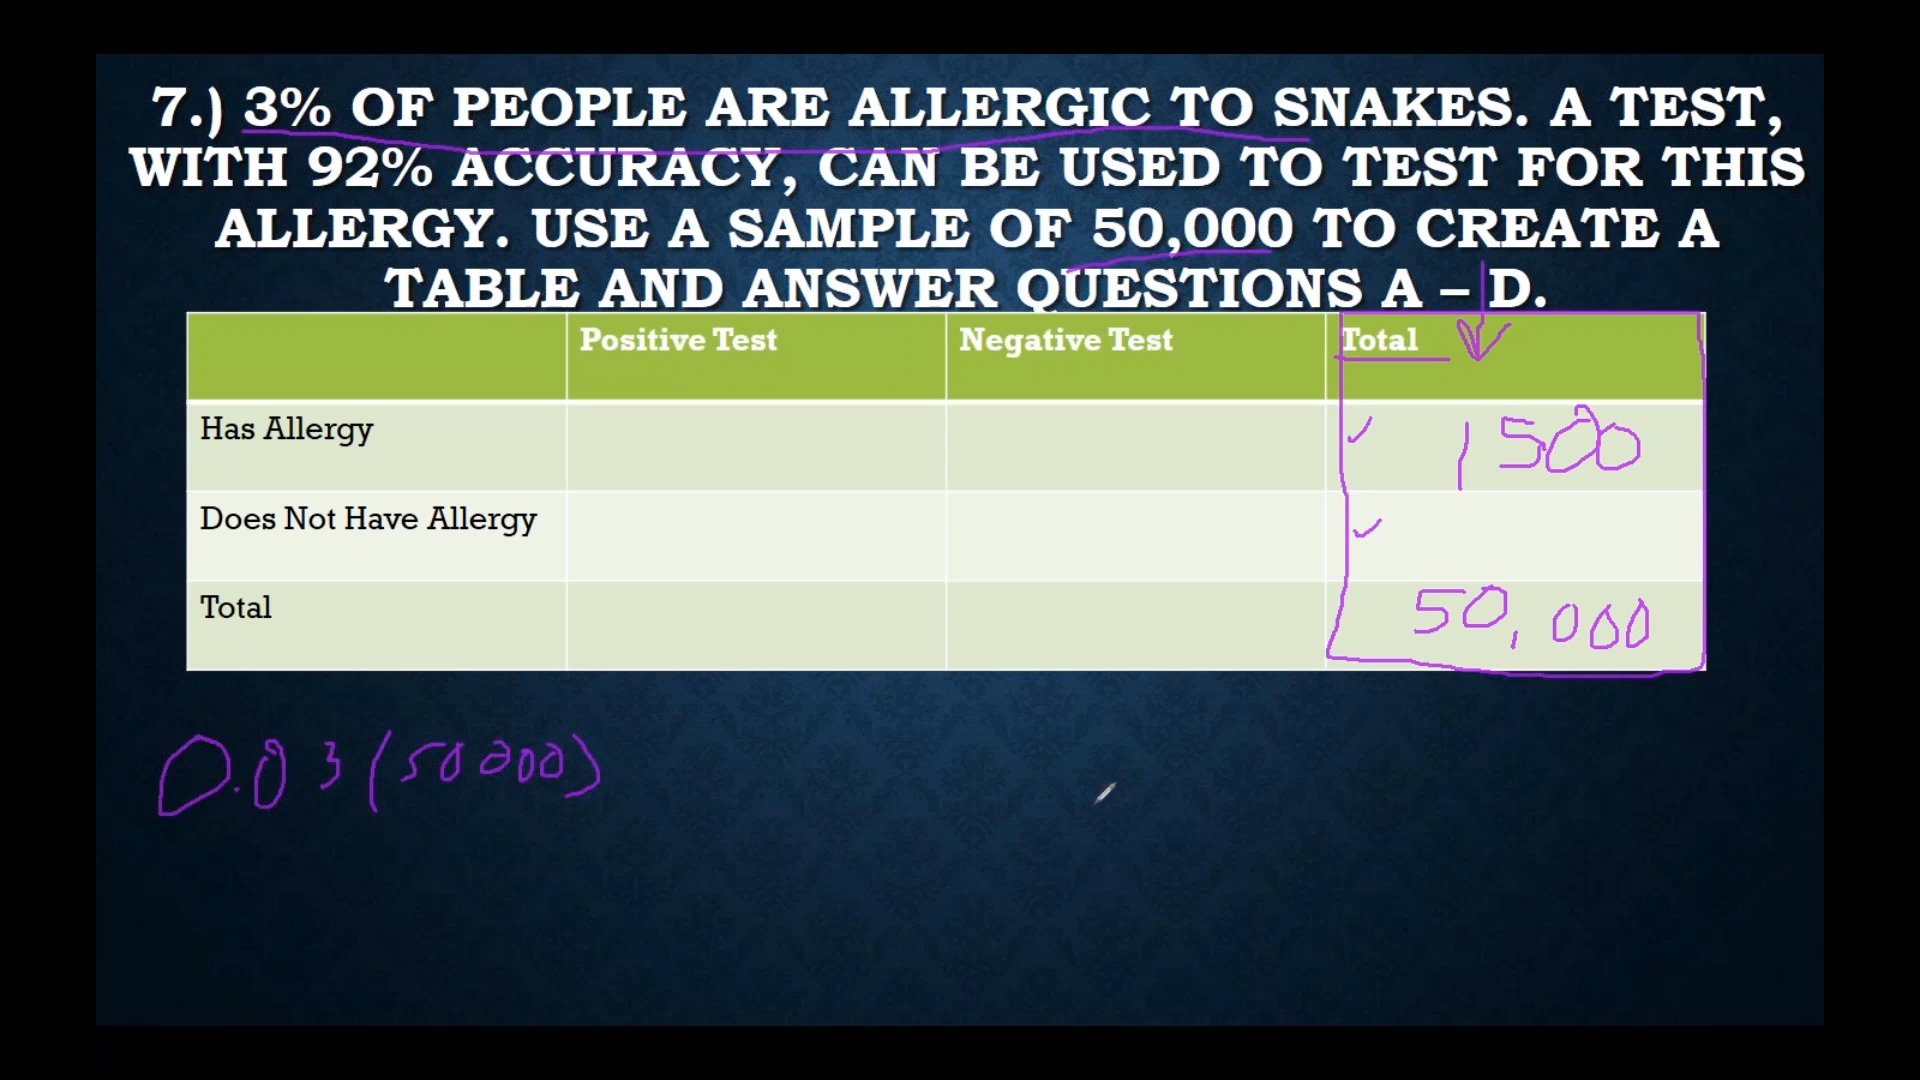 7.) 3% OF PEOPLE ARE ALLERGIC TO SNAKES. A TEST,
WITH 92% ACCURACY, CAN BE USED TO TEST FOR THIS
ALLERGY. USE A SAMPLE OF 50,000 TO CREATE A
TABLE AND ANSWER QUESTIONS A – D.
Positive Test Negative Test Total
Has Allergy 1500
Does Not Have Allergy
Total 50,000
0.03(50000)